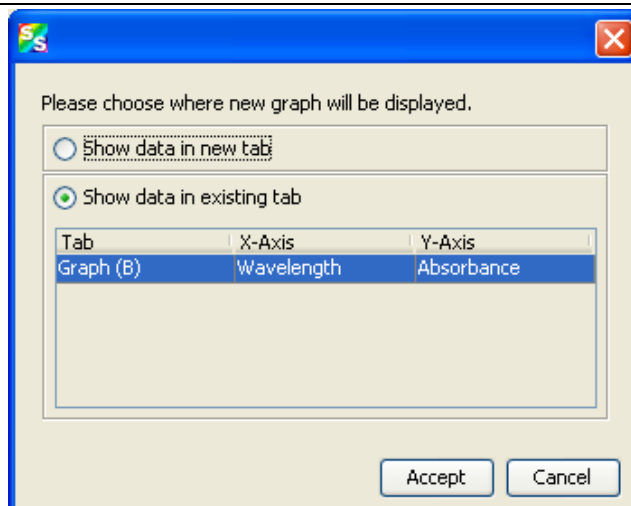 SS
Please choose where new graph will be displayed.
Show data in new tab
Show data in existing tab
Tab X-Axis Y-Axis
Graph (B) Wavelength Absorbance
Accept Cancel